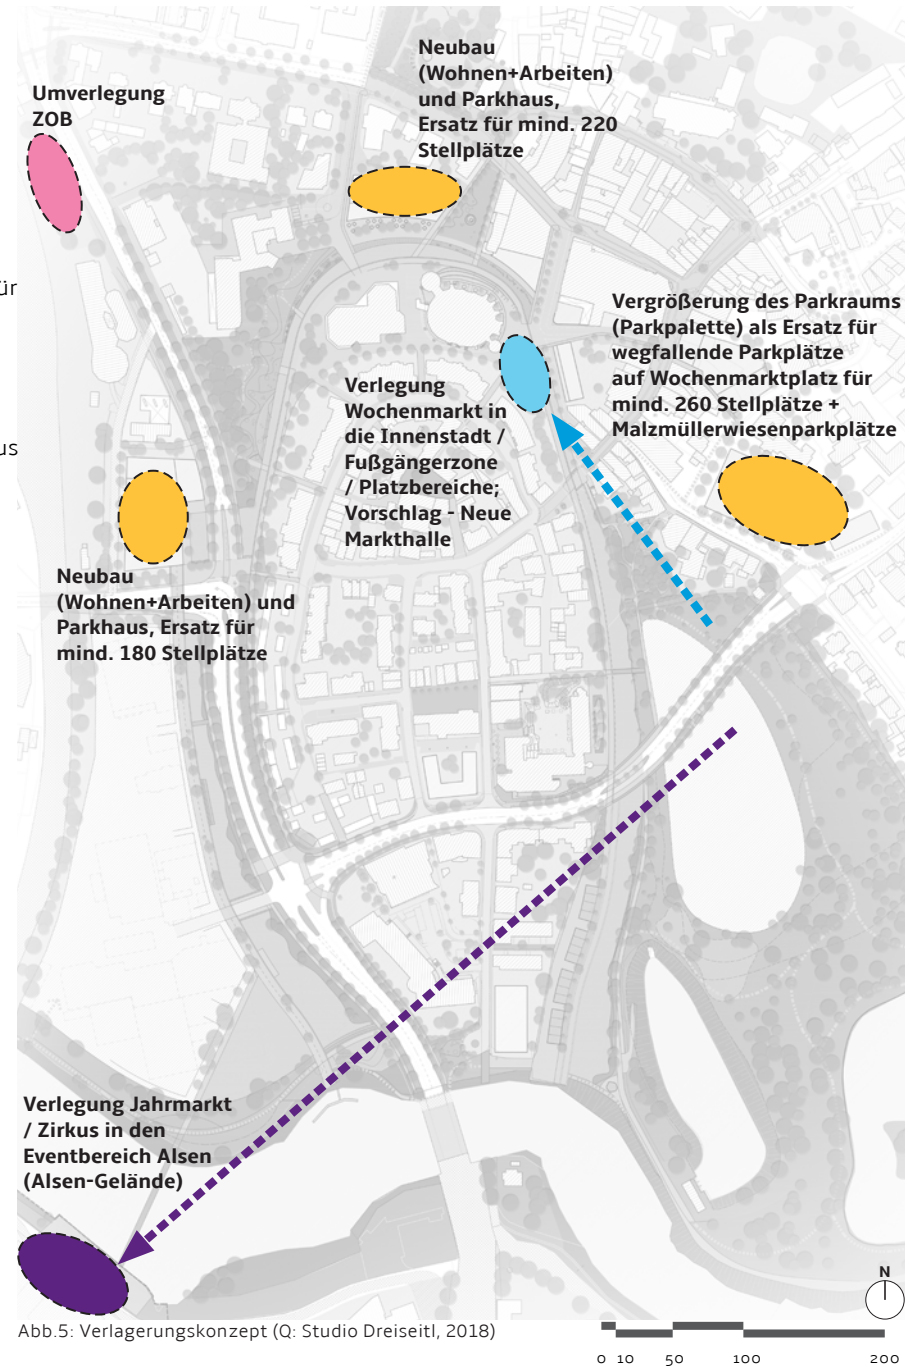 Neubau
(Wohnen+Arbeiten)
und Parkhaus,
Ersatz für mind. 220
Stellplätze
Umverlegung
ZOB
ür
Vergrößerung des Parkraums
(Parkpalette) als Ersatz für
wegfallende Parkplätze
auf Wochenmarktplatz für
mind. 260 Stellplätze +
Malzmüllerwiesenparkplätze
Verlegung
Wochenmarkt in
die Innenstadt /
Fußgängerzone
/ Platzbereiche;
Vorschlag - Neue
Markthalle
us
Neubau
(Wohnen+Arbeiten) und
Parkhaus, Ersatz für
mind. 180 Stellplätze
Verlegung Jahrmarkt
/ Zirkus in den
Eventbereich Alsen
(Alsen-Gelände)
N
Abb.5: Verlagerungskonzept (Q: Studio Dreiseitl, 2018)
0 10 50 100 200